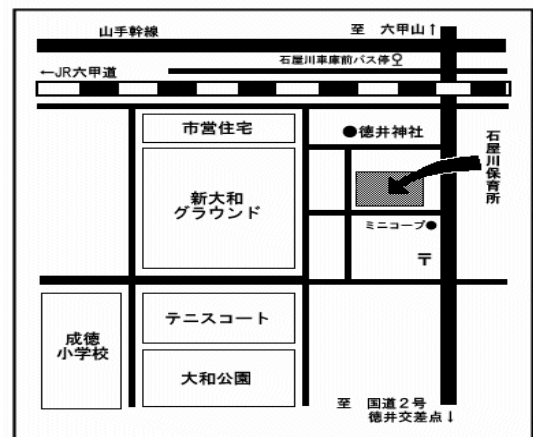 山手幹線
至 六甲山↑
石屋川車庫前バス停
←JR六甲道
市営住宅
●徳井神社
石屋川保育所
新大和
グラウンド
ミニコープ●
〒
テニスコート
成徳
小学校
大和公園
至 国道2号
徳井交差点↓